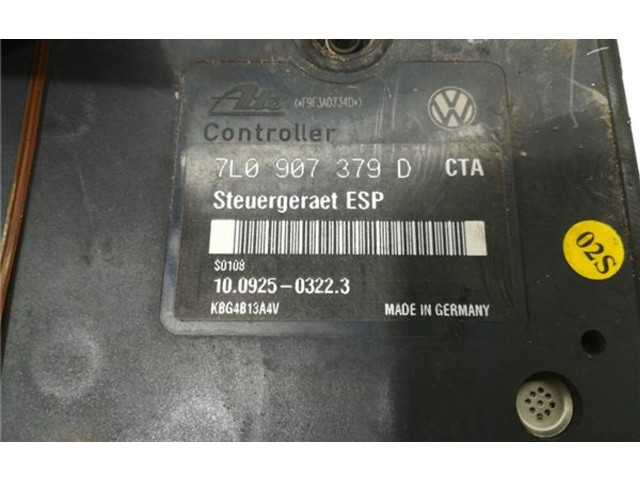 Ate (*F9F3A0734D*)
Controller
7L0 907 379 D CTA
Steuergeraet ESP
S0108
10.0925-0322.3
KBG4B13A4V MADE IN GERMANY
02S